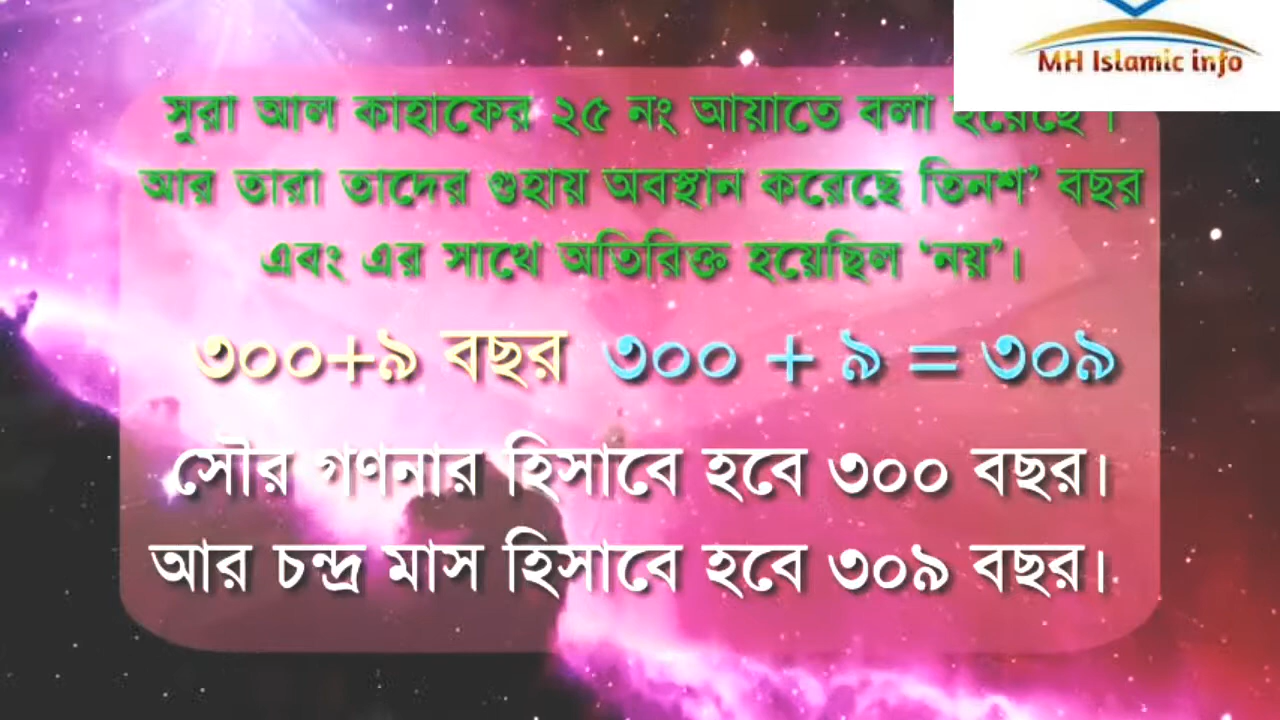 MH Islamic info
সুরা আল কাহাফের ২৫ নং আয়াতে বলা হয়েছে।
আর তারা তাদের গুহায় অবস্থান করেছে তিনশ’ বছর
এবং এর সাথে অতিরিক্ত হয়েছিল ‘নয়’।
৩০০+৯ বছর ৩০০ + ৯ = ৩০৯
সৌর গণনার হিসাবে হবে ৩০০ বছর।
আর চন্দ্র মাস হিসাবে হবে ৩০৯ বছর।